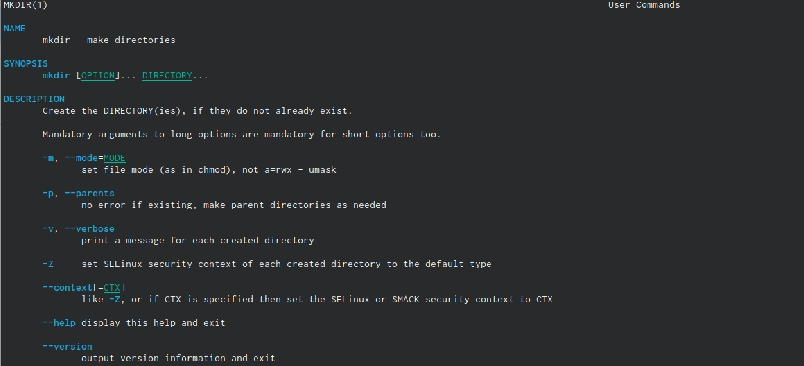 MKDIR(1) User Commands
NAME
mkdir - make directories
SYNOPSIS
mkdir [OPTION]... DIRECTORY...
DESCRIPTION
Create the DIRECTORY(ies), if they do not already exist.
Mandatory arguments to long options are mandatory for short options too.
-m, --mode=MODE
set file mode (as in chmod), not a=rwx - umask
-p, --parents
no error if existing, make parent directories as needed
-v, --verbose
print a message for each created directory
-Z set SELinux security context of each created directory to the default type
--context[=CTX]
like -Z, or if CTX is specified then set the SELinux or SMACK security context to CTX
--help display this help and exit
--version
output version information and exit